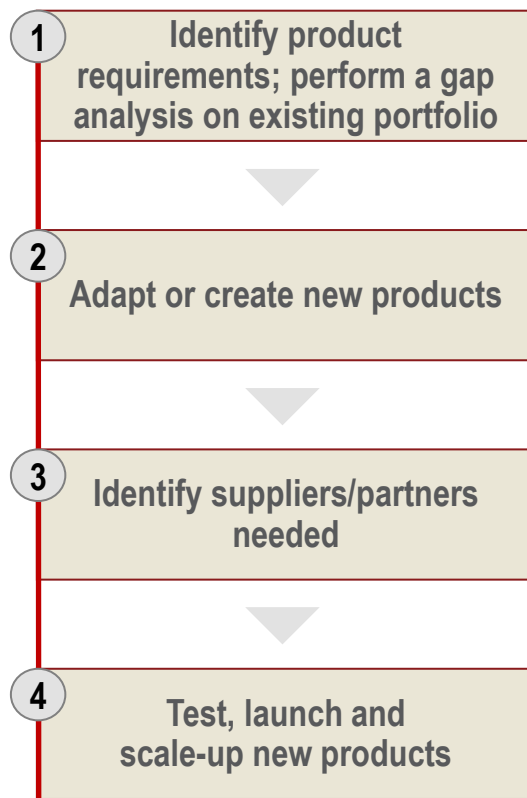 1
Identify product
requirements; perform a gap
analysis on existing portfolio
2
Adapt or create new products
3
Identify suppliers/partners
needed
4
Test, launch and
scale-up new products